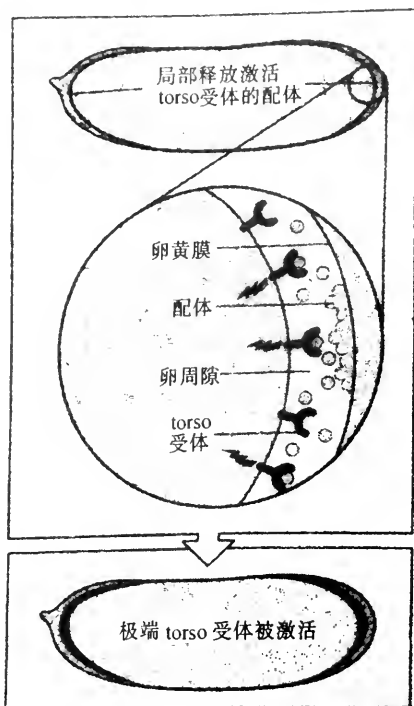 局部释放激活
torso受体的配体
卵黄膜
配体
卵周隙
torso
受体
极端 torso 受体被激活